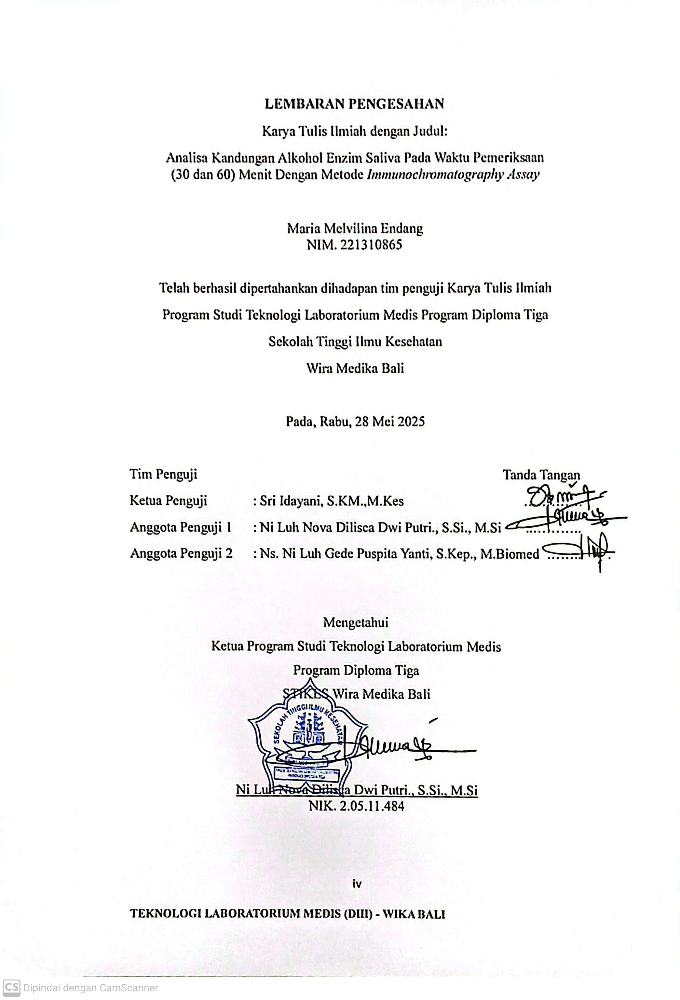 LEMBARAN PENGESAHAN
Karya Tulis Ilmiah dengan Judul:
Analisa Kandungan Alkohol Enzim Saliva Pada Waktu Pemeriksaan
(30 dan 60) Menit Dengan Metode Immunochromatography Assay
Maria Melvilina Endang
NIM. 221310865
Telah berhasil dipertahankan dihadapan tim penguji Karya Tulis Ilmiah
Program Studi Teknologi Laboratorium Medis Program Diploma Tiga
Sekolah Tinggi Ilmu Kesehatan
Wira Medika Bali
Pada, Rabu, 28 Mei 2025
Tim Penguji Tanda Tangan
Ketua Penguji : Sri Idayani, S.KM.,M.Kes
Anggota Penguji 1 : Ni Luh Nova Dilisca Dwi Putri., S.Si., M.Si
Anggota Penguji 2 : Ns. Ni Luh Gede Puspita Yanti, S.Kep., M.Biomed
Mengetahui
Ketua Program Studi Teknologi Laboratorium Medis
Program Diploma Tiga
STIKES Wira Medika Bali
SEKOLAH TINGGI ILMU KESEHATAN
Ni Luh Nova Dilisca Dwi Putri., S.Si., M.Si
NIK. 2.05.11.484
iv
TEKNOLOGI LABORATORIUM MEDIS (DIII) - WIKA BALI
CS Dipindai dengan CamScanner